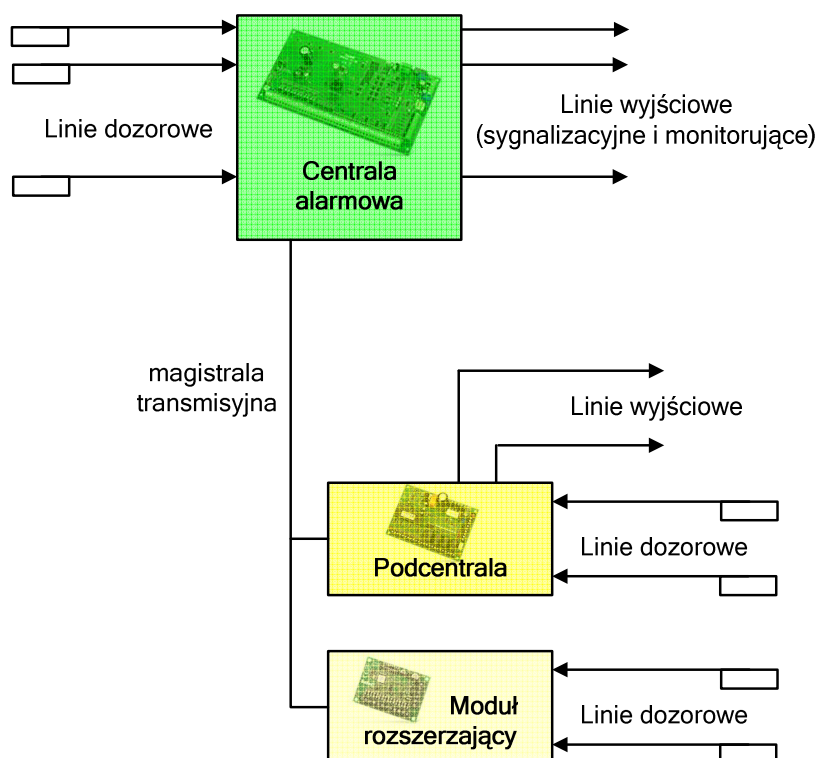 Linie dozorowe
Centrala
alarmowa
Linie wyjściowe
(sygnalizacyjne i monitorujące)
magistrala
transmisyjna
Linie wyjściowe
Podcentrala
Linie dozorowe
Moduł
rozszerzający
Linie dozorowe